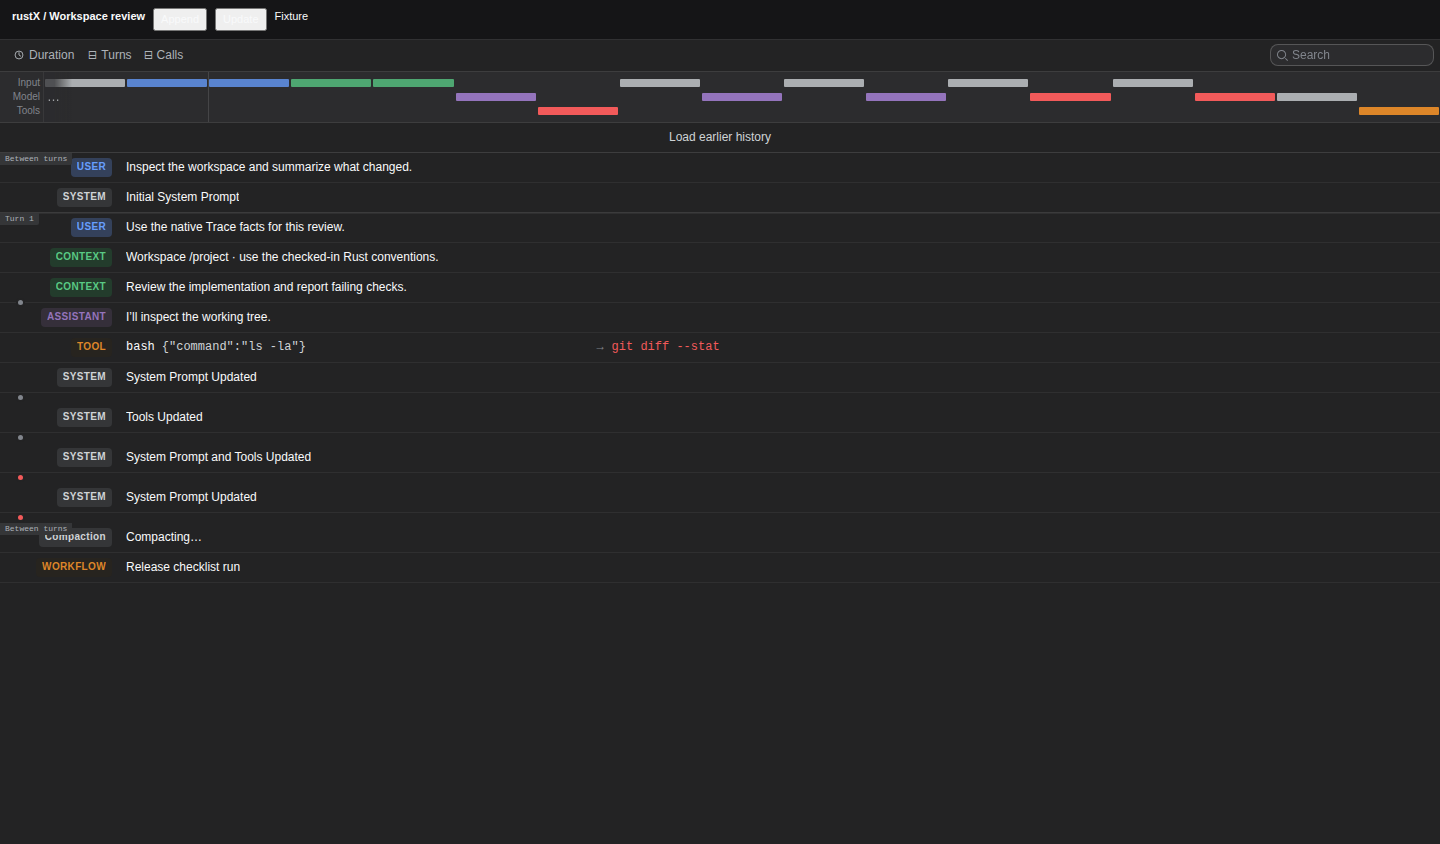 rustX / Workspace review Fixture
Duration Turns Calls Search
Input
Model ...
Tools
Load earlier history
Between turns
USER Inspect the workspace and summarize what changed.
SYSTEM Initial System Prompt
Turn 1
USER Use the native Trace facts for this review.
CONTEXT Workspace /project · use the checked-in Rust conventions.
CONTEXT Review the implementation and report failing checks.
ASSISTANT I'll inspect the working tree.
TOOL bash {"command":"ls -la"} → git diff --stat
SYSTEM System Prompt Updated
SYSTEM Tools Updated
SYSTEM System Prompt and Tools Updated
SYSTEM System Prompt Updated
Between turns
Compaction Compacting…
WORKFLOW Release checklist run